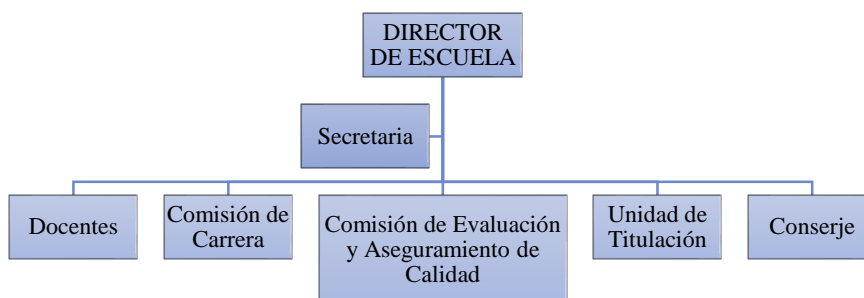 DIRECTOR
DE ESCUELA
Secretaria
Docentes
Comisión de
Carrera
Comisión de Evaluación
y Aseguramiento de
Calidad
Unidad de
Titulación
Conserje